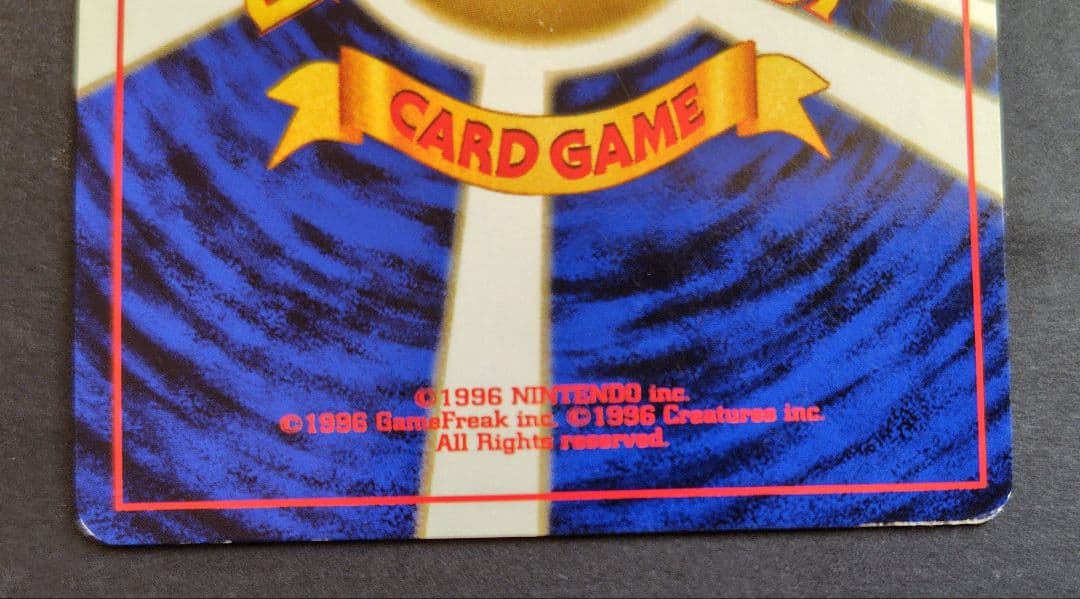 CARD GAME
©1996 NINTENDO inc.
©1996 GameFreak inc. ©1996 Creatures inc.
All Rights reserved.